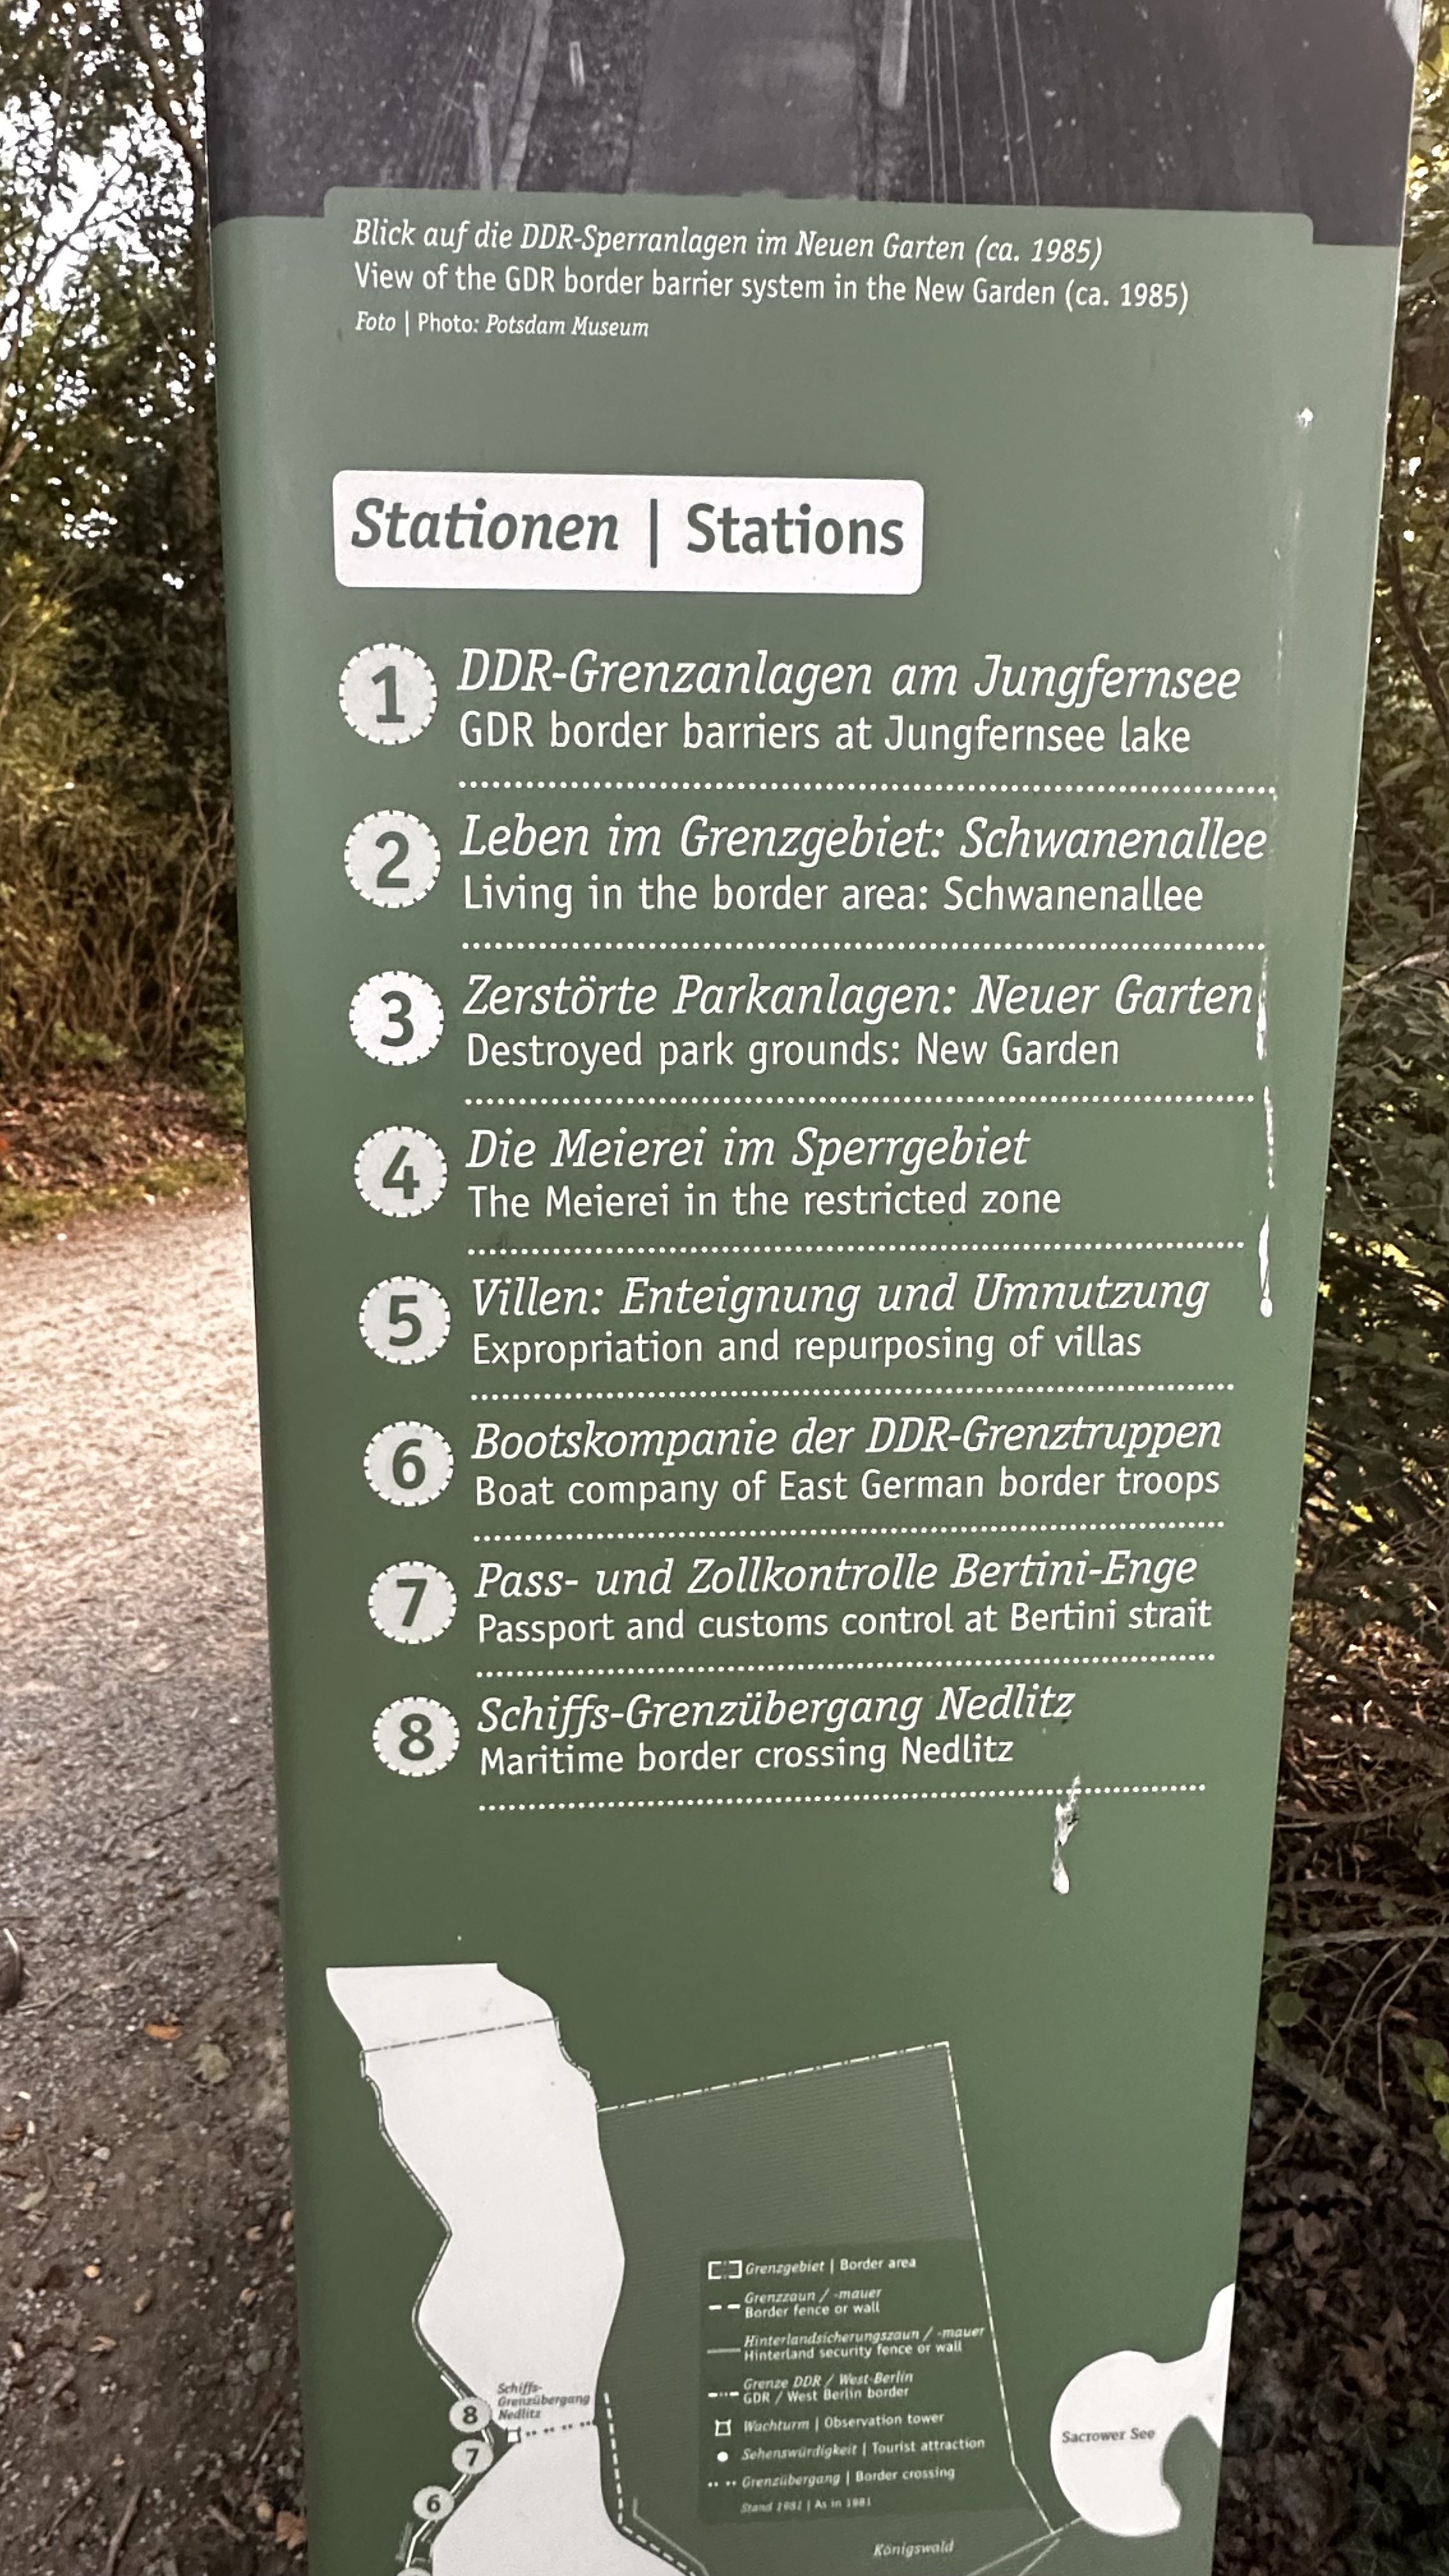 Blick auf die DDR-Sperranlagen im Neuen Garten (ca. 1985)
View of the GDR border barrier system in the New Garden (ca. 1985)
Foto | Photo: Potsdam Museum
Stationen | Stations
1
DDR-Grenzanlagen am Jungfernsee
GDR border barriers at Jungfernsee lake
2
Leben im Grenzgebiet: Schwanenallee
Living in the border area: Schwanenallee
3
Zerstörte Parkanlagen: Neuer Garten
Destroyed park grounds: New Garden
4
Die Meierei im Sperrgebiet
The Meierei in the restricted zone
5
Villen: Enteignung und Umnutzung
Expropriation and repurposing of villas
6
Bootskompanie der DDR-Grenztruppen
Boat company of East German border troops
7
Pass- und Zollkontrolle Bertini-Enge
Passport and customs control at Bertini strait
8
Schiffs-Grenzübergang Nedlitz
Maritime border crossing Nedlitz
Grenzgebiet | Border area
Grenzzaun / -mauer
Border fence or wall
Hinterlandsicherungszaun / -mauer
Hinterland security fence or wall
Grenze DDR / West-Berlin
GDR / West Berlin border
Wachturm | Observation tower
Sehenswürdigkeit | Tourist attraction
Grenzübergang | Border crossing
Stand 1981 | As in 1981
Schiffs-
Grenzübergang
Nedlitz
8
7
6
Sacrower See
Königswald